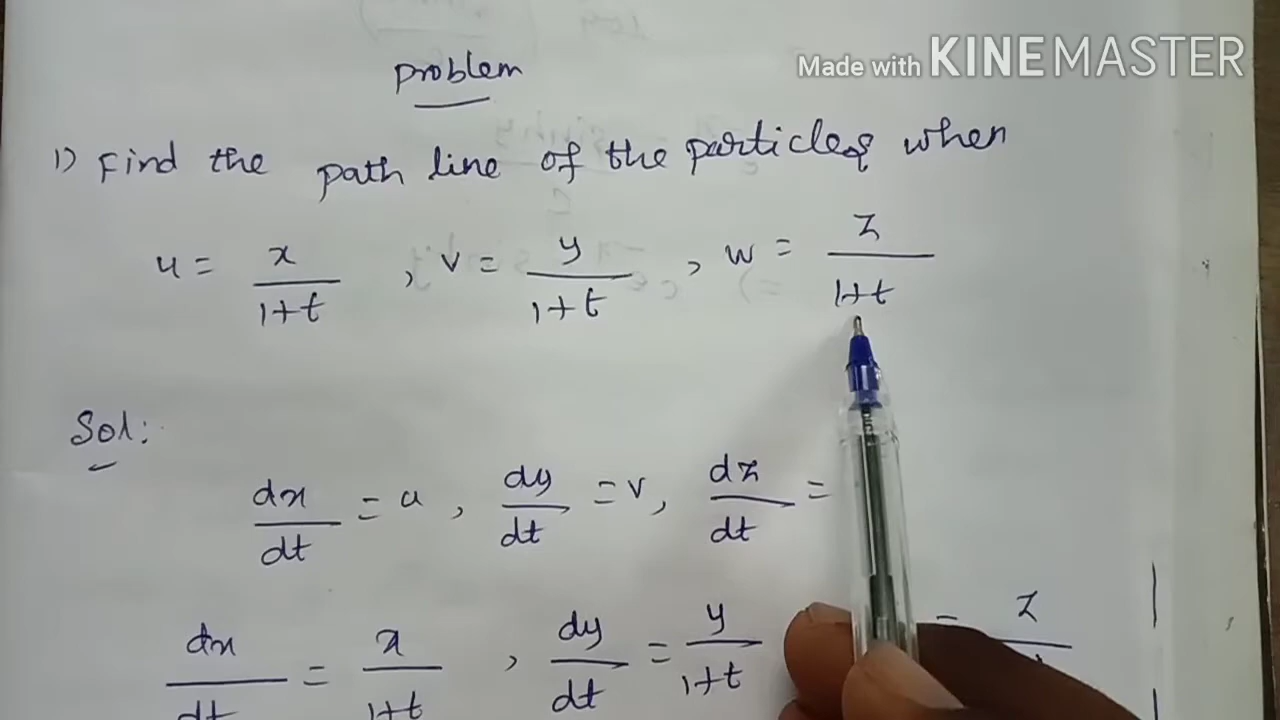 Made with KINEMASTER
problem
1) Find the path line of the particles when
u = x/1+t , v = y/1+t , w = z/1+t
Sol:
dx/dt = u , dy/dt = v, dz/dt =
dx/dt = x/1+t , dy/dt = y/1+t = z